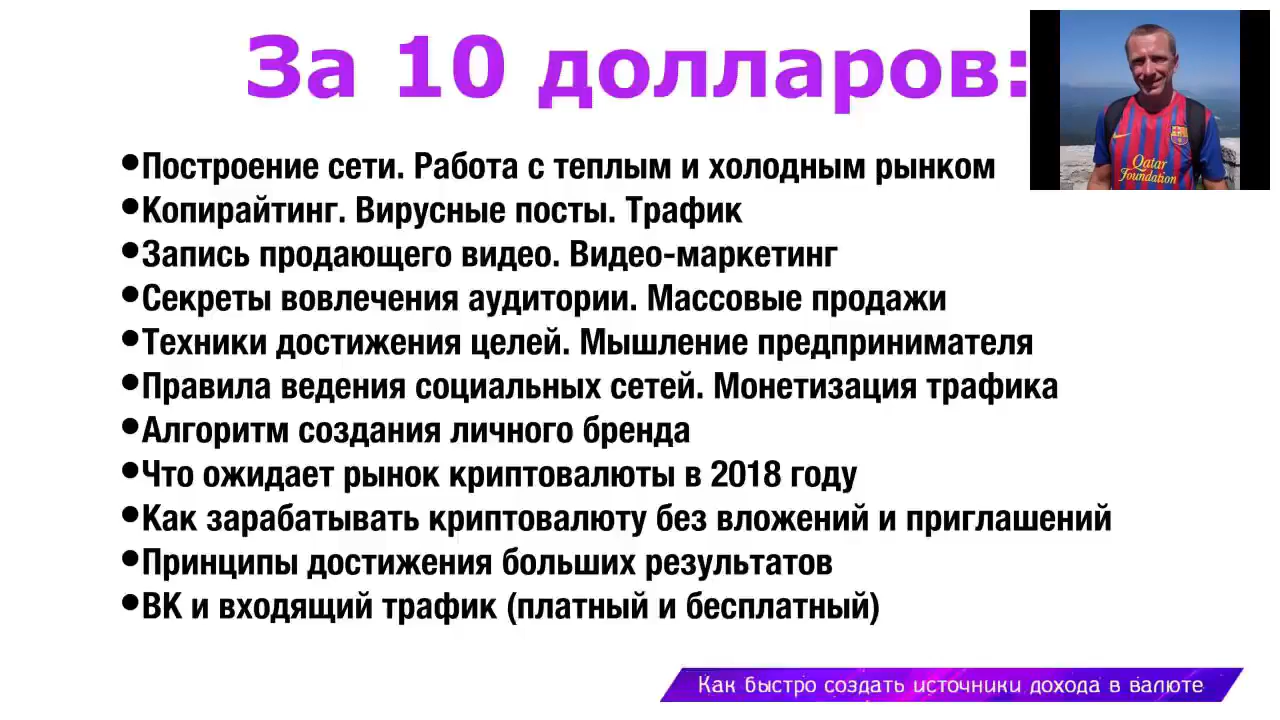 За 10 долларов:
•Построение сети. Работа с теплым и холодным рынком
•Копирайтинг. Вирусные посты. Трафик
•Запись продающего видео. Видео-маркетинг
•Секреты вовлечения аудитории. Массовые продажи
•Техники достижения целей. Мышление предпринимателя
•Правила ведения социальных сетей. Монетизация трафика
•Алгоритм создания личного бренда
•Что ожидает рынок криптовалюты в 2018 году
•Как зарабатывать криптовалюту без вложений и приглашений
•Принципы достижения больших результатов
•ВК и входящий трафик (платный и бесплатный)
Qatar
Foundation
Как быстро создать источники дохода в валюте